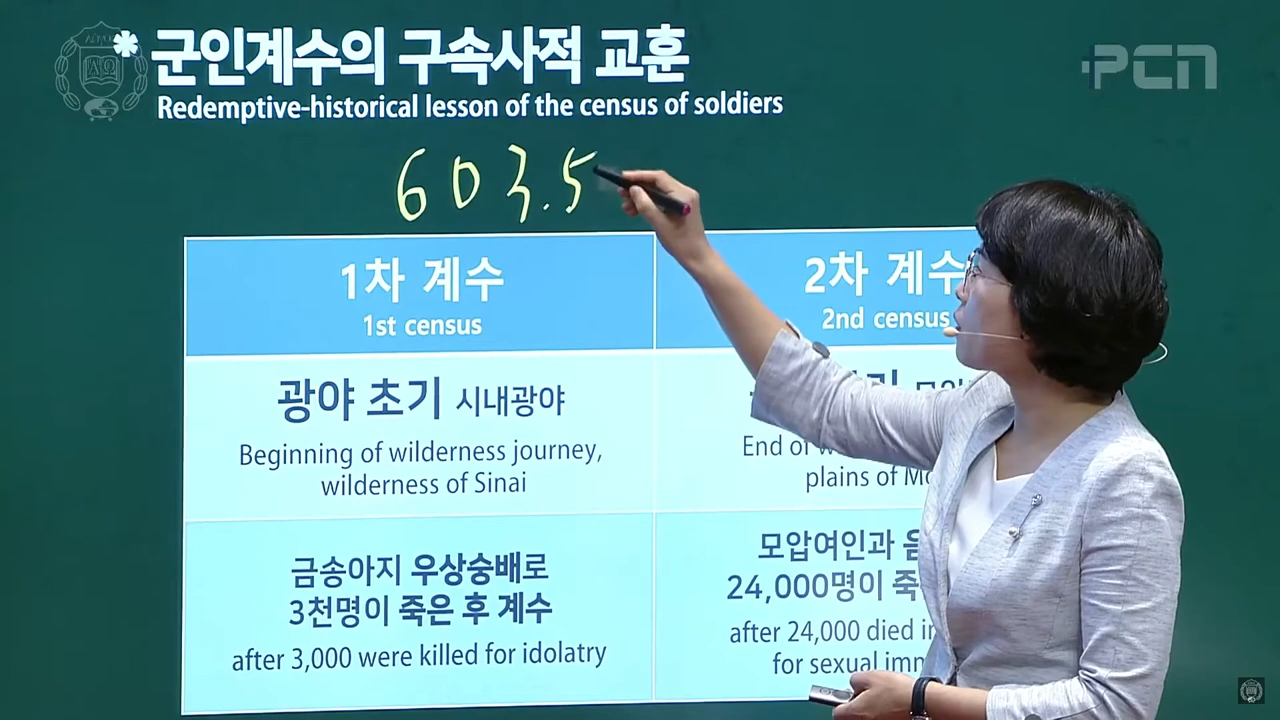 * 군인계수의 구속사적 교훈
PCN
Redemptive-historical lesson of the census of soldiers
603.5
1차 계수
1st census
2차 계수
2nd census
광야 초기 시내광야
Beginning of wilderness journey,
wilderness of Sinai
End of
plains of
금송아지 우상숭배로
3천명이 죽은 후 계수
after 3,000 were killed for idolatry
모압여인과
24,000명이
after 24,000 died
for sexual